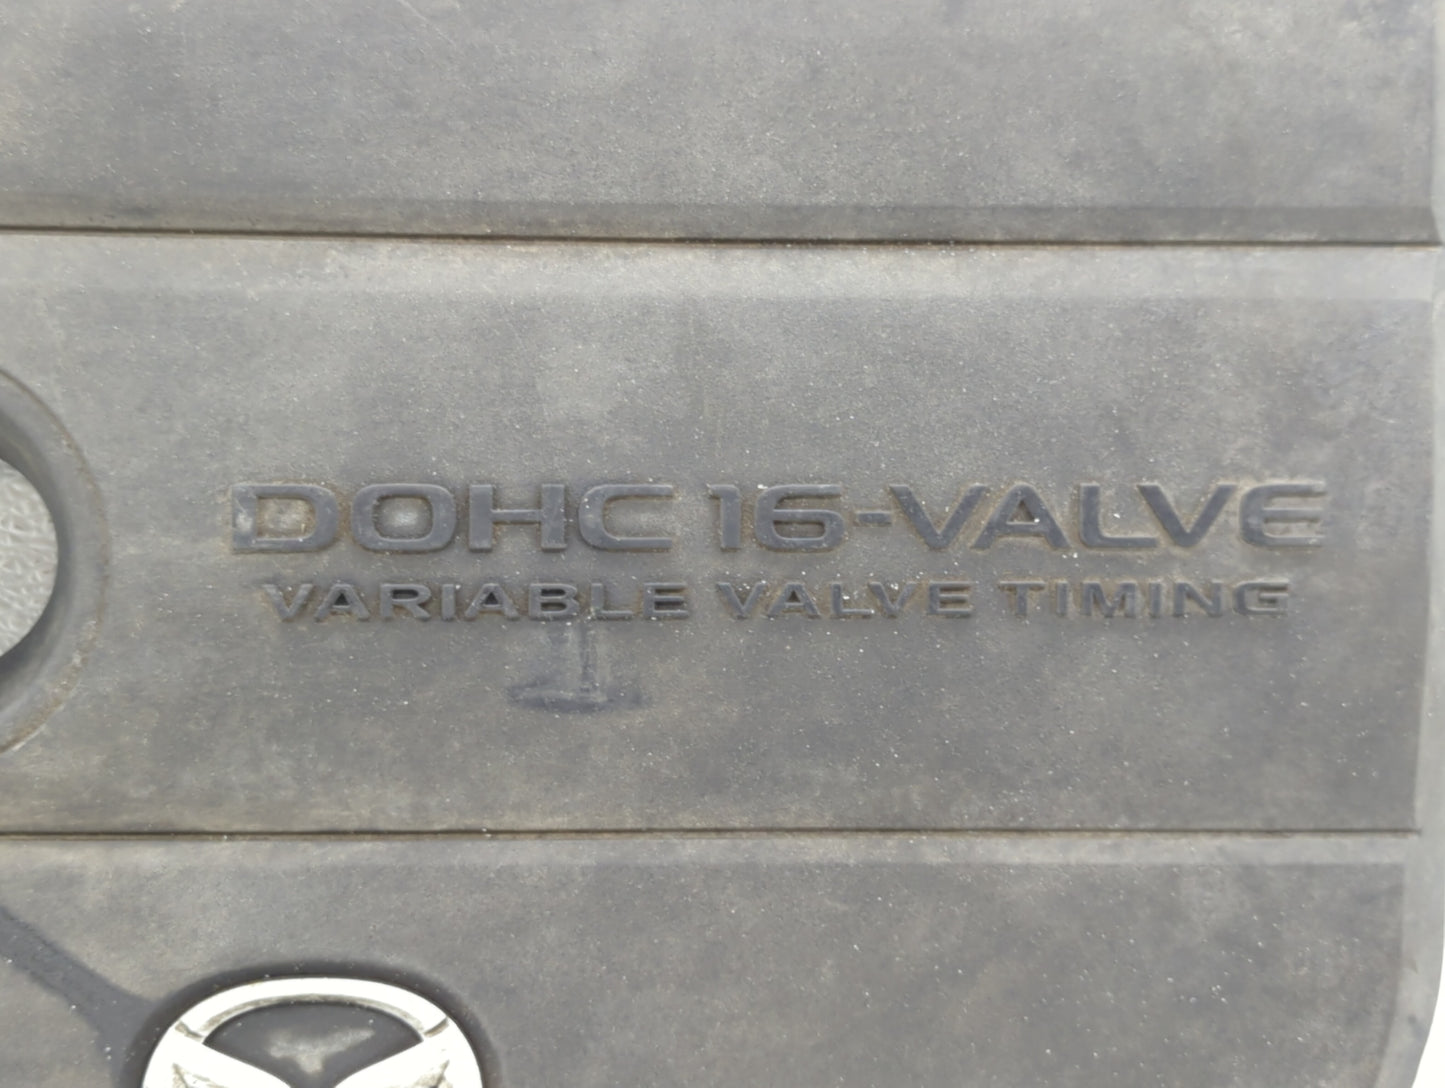 DOHC 16-VALVE
VARIABLE VALVE TIMING